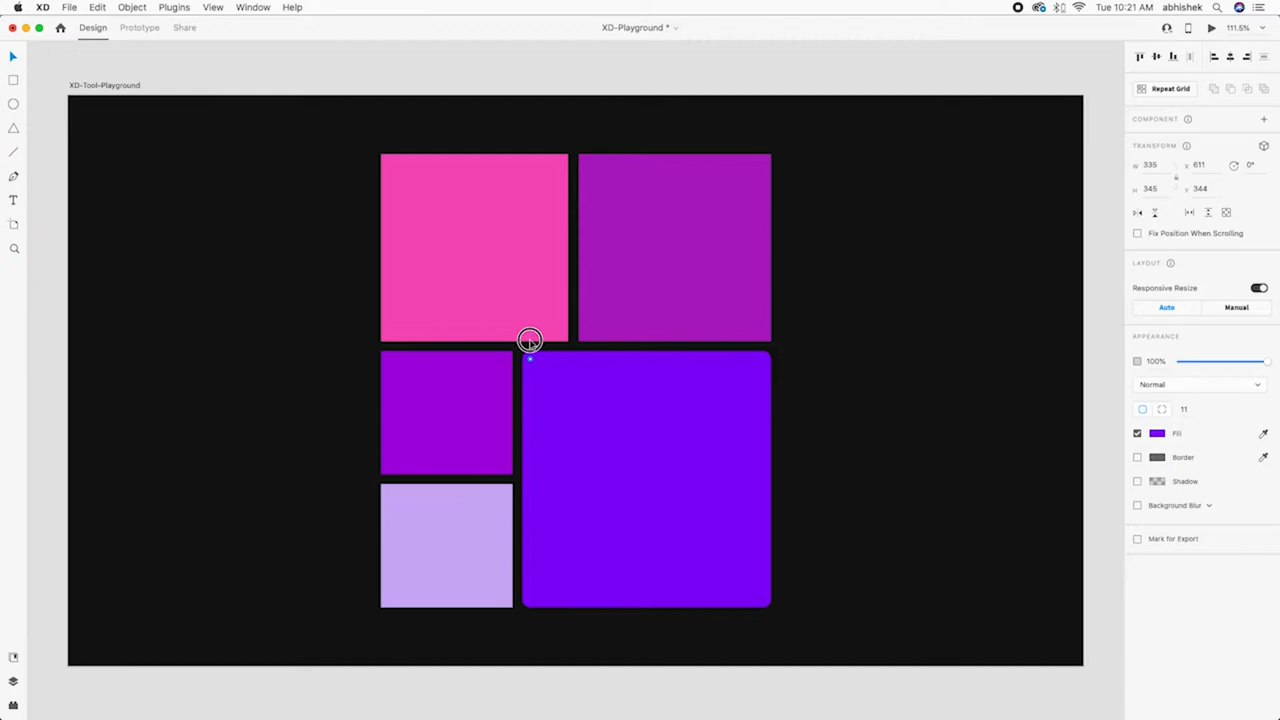 XD File Edit Object Plugins View Window Help Tue 10:21 AM abhishek
Design Prototype Share XD-Playground * 111.5%
XD-Tool-Playground
Repeat Grid
COMPONENT
TRANSFORM
W 335 X 611 0°
H 345 Y 344
Fix Position When Scrolling
LAYOUT
Responsive Resize
Auto Manual
APPEARANCE
100%
Normal
11
Fill
Border
Shadow
Background Blur
Mark for Export
T